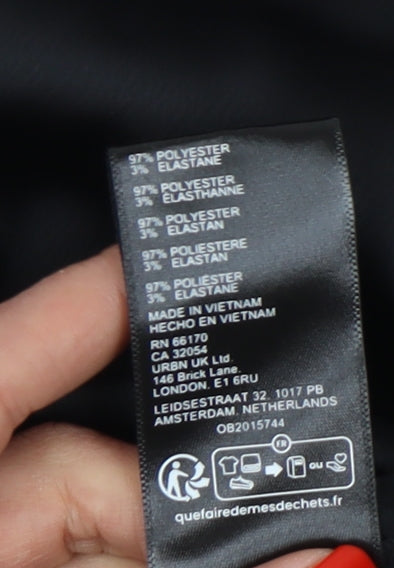 97% POLYESTER
3% ELASTANE
97% POLYESTER
3% ÉLASTHANNE
97% POLYESTER
3% ELASTAN
97% POLIESTERE
3% ELASTAN
97% POLIÉSTER
3% ELASTANE
MADE IN VIETNAM
HECHO EN VIETNAM
RN 66170
CA 32054
URBN UK Ltd.
146 Brick Lane.
LONDON. E1 6RU
LEIDSESTRAAT 32. 1017 PB
AMSTERDAM. NETHERLANDS
OB2015744
FR
OU
quefairedemesdechets.fr